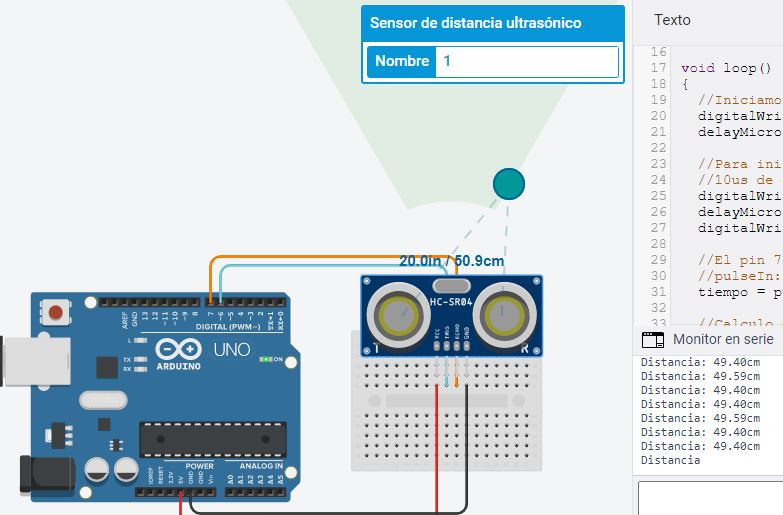 Sensor de distancia ultrasónico
Nombre 1
Texto
16
17 void loop()
18 {
19 //Iniciamo
20 digitalWri
21 delayMicro
22
23 //Para ini
24 //10us de
25 digitalWri
26 delayMicro
27 digitalWri
28
29 //El pin 7
30 //pulseIn:
31 tiempo = p
32
33 //Calculo
20.0in / 50.9cm
HC-SR04
VCC TRIG ECHO GND
T R
AREF GND 13 12 11 10 9 8 7 6 5 4 3 2 TX→1 RX←0
DIGITAL (PWM~)
L
TX
RX
UNO
ARDUINO
ON
POWER
ANALOG IN
IOREF RESET 3.3V 5V GND GND Vin A0 A1 A2 A3 A4 A5
Monitor en serie
Distancia: 49.40cm
Distancia: 49.59cm
Distancia: 49.40cm
Distancia: 49.40cm
Distancia: 49.59cm
Distancia: 49.40cm
Distancia: 49.40cm
Distancia